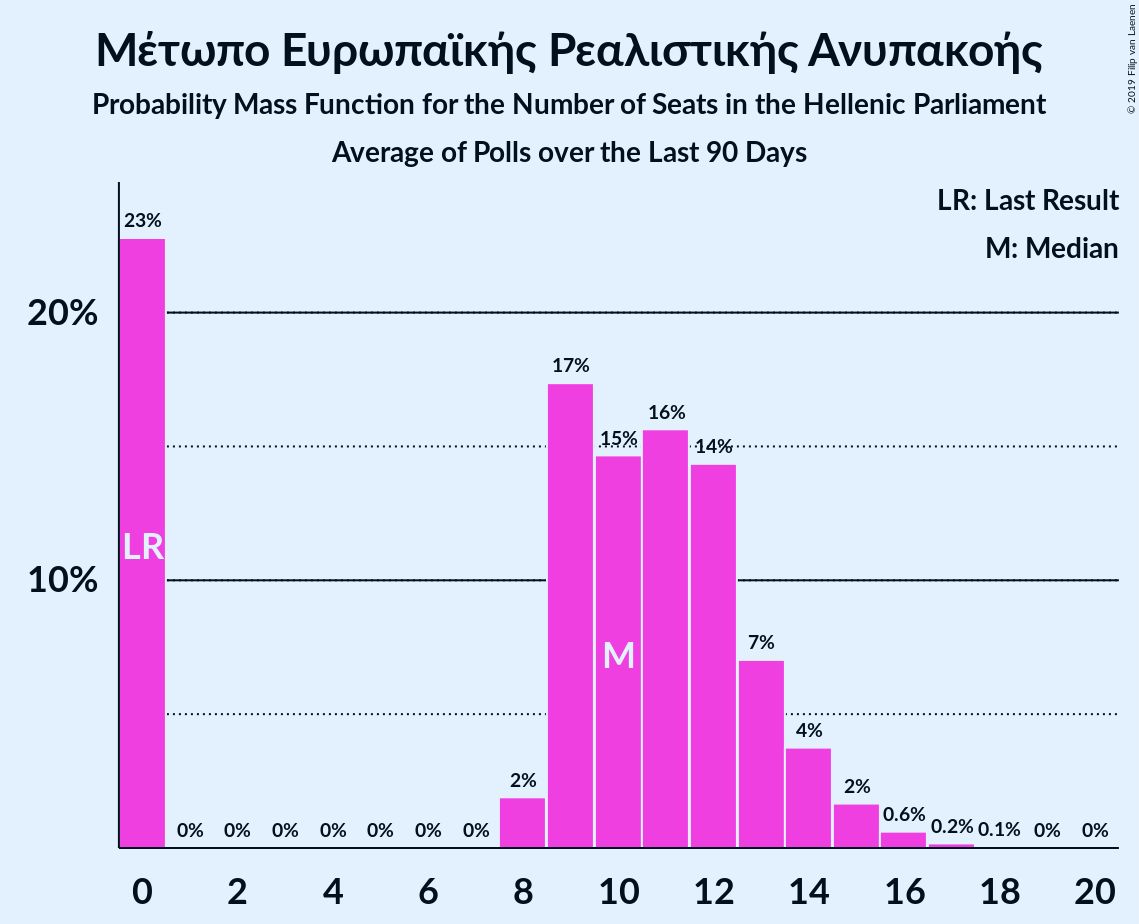 Μέτωπο Ευρωπαϊκής Ρεαλιστικής Ανυπακοής
Probability Mass Function for the Number of Seats in the Hellenic Parliament
Average of Polls over the Last 90 Days
© 2019 Filip van Laenen
LR: Last Result
M: Median
23%
20%
17%
16%
15%
14%
LR
10%
M
7%
4%
2%
2%
0.6%
0% 0% 0% 0% 0% 0% 0% 0.2% 0.1% 0% 0%
0 2 4 6 8 10 12 14 16 18 20